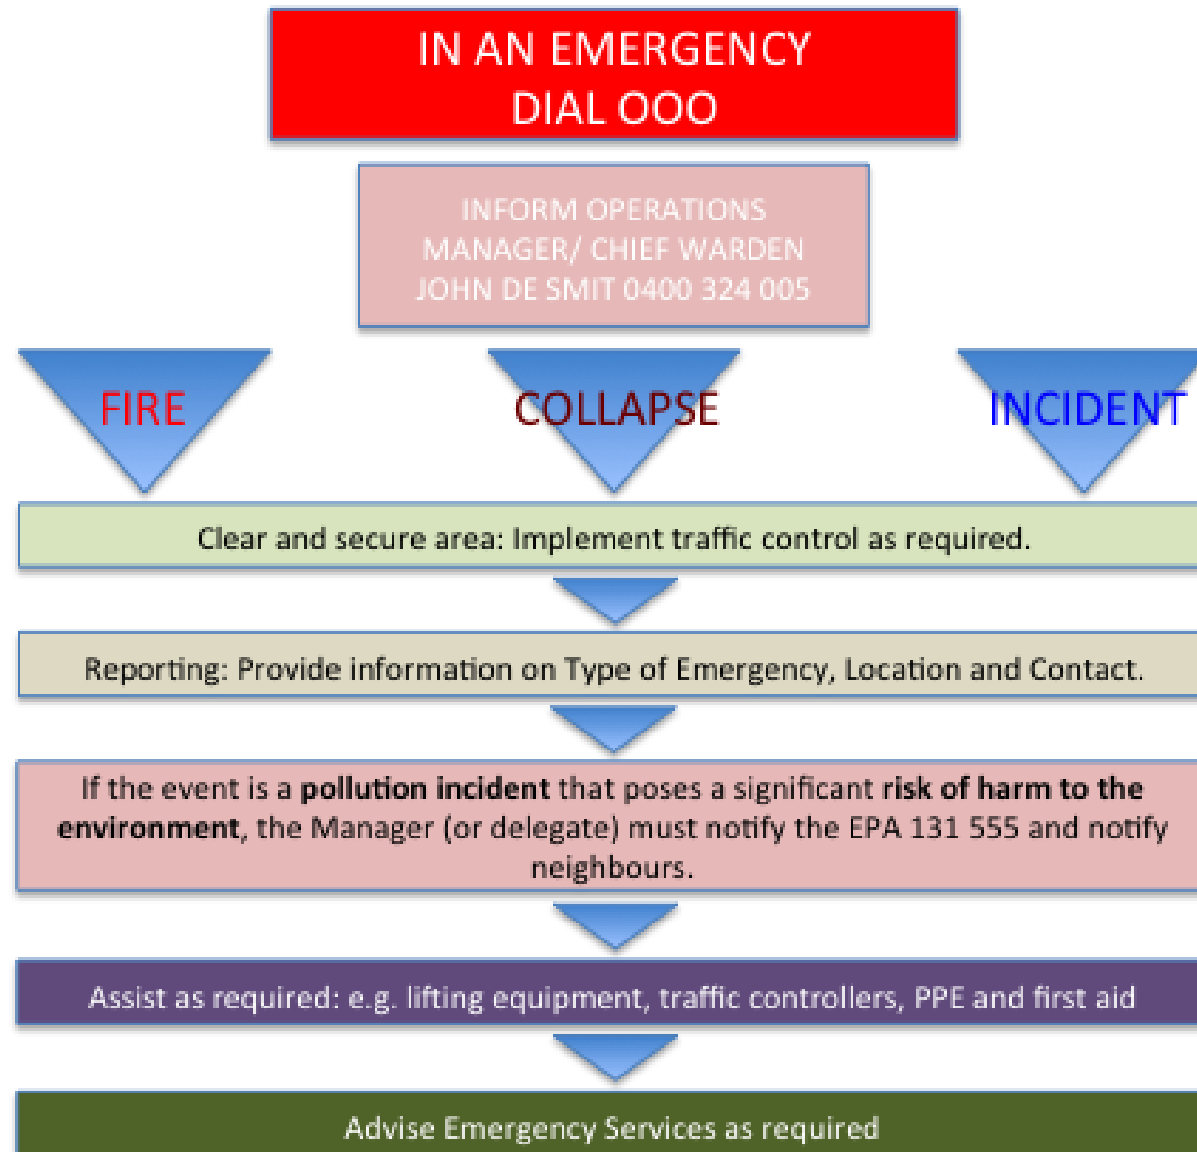 IN AN EMERGENCY
DIAL OOO
INFORM OPERATIONS
MANAGER/ CHIEF WARDEN
JOHN DE SMIT 0400 324 005
FIRE
COLLAPSE
INCIDENT
Clear and secure area: Implement traffic control as required.
Reporting: Provide information on Type of Emergency, Location and Contact.
If the event is a pollution incident that poses a significant risk of harm to the
environment, the Manager (or delegate) must notify the EPA 131 555 and notify
neighbours.
Assist as required: e.g. lifting equipment, traffic controllers, PPE and first aid
Advise Emergency Services as required